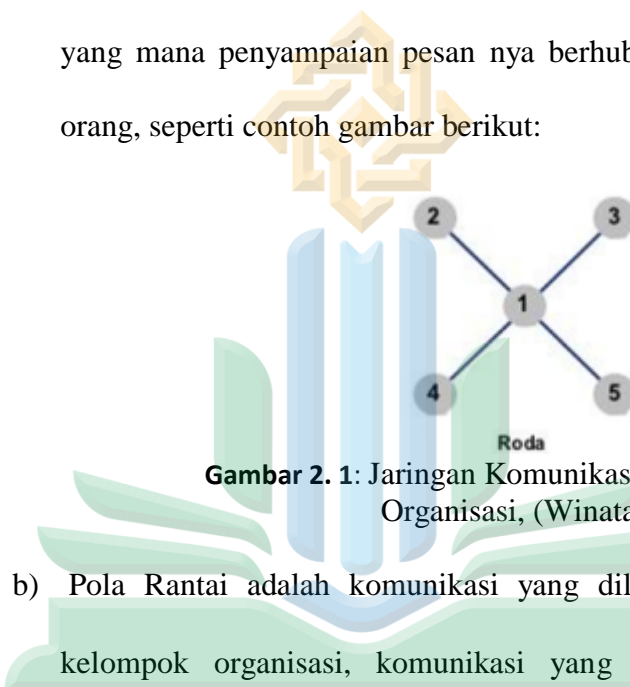 yang mana penyampaian pesan nya berhub
orang, seperti contoh gambar berikut:
2 3
1
4 5
Roda
Gambar 2. 1: Jaringan Komunikas
Organisasi, (Winata
b) Pola Rantai adalah komunikasi yang dil
kelompok organisasi, komunikasi yang